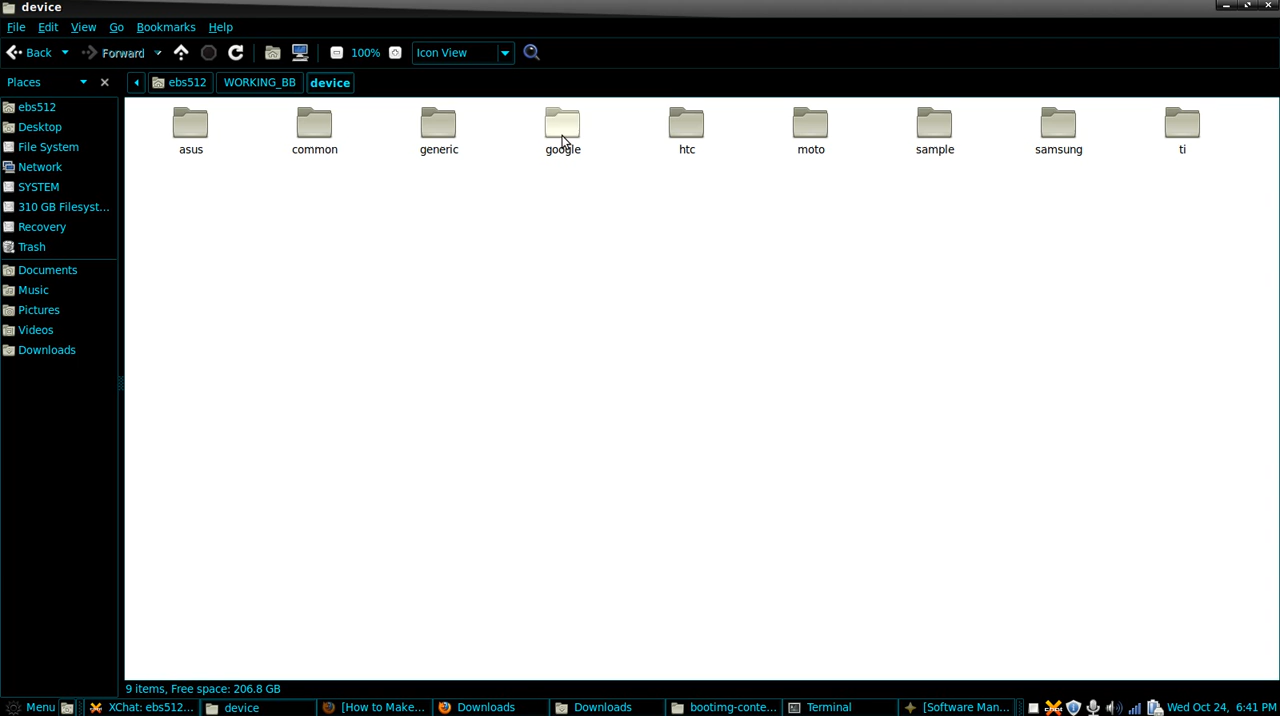 device
File Edit View Go Bookmarks Help
Back Forward 100% Icon View
Places ebs512 WORKING_BB device
ebs512
Desktop
File System
Network
SYSTEM
310 GB Filesyst...
Recovery
Trash
Documents
Music
Pictures
Videos
Downloads
asus common generic google htc moto sample samsung ti
9 items, Free space: 206.8 GB
Menu XChat: ebs512... device [How to Make... Downloads Downloads bootimg-conte... Terminal [Software Man... Wed Oct 24, 6:41 PM